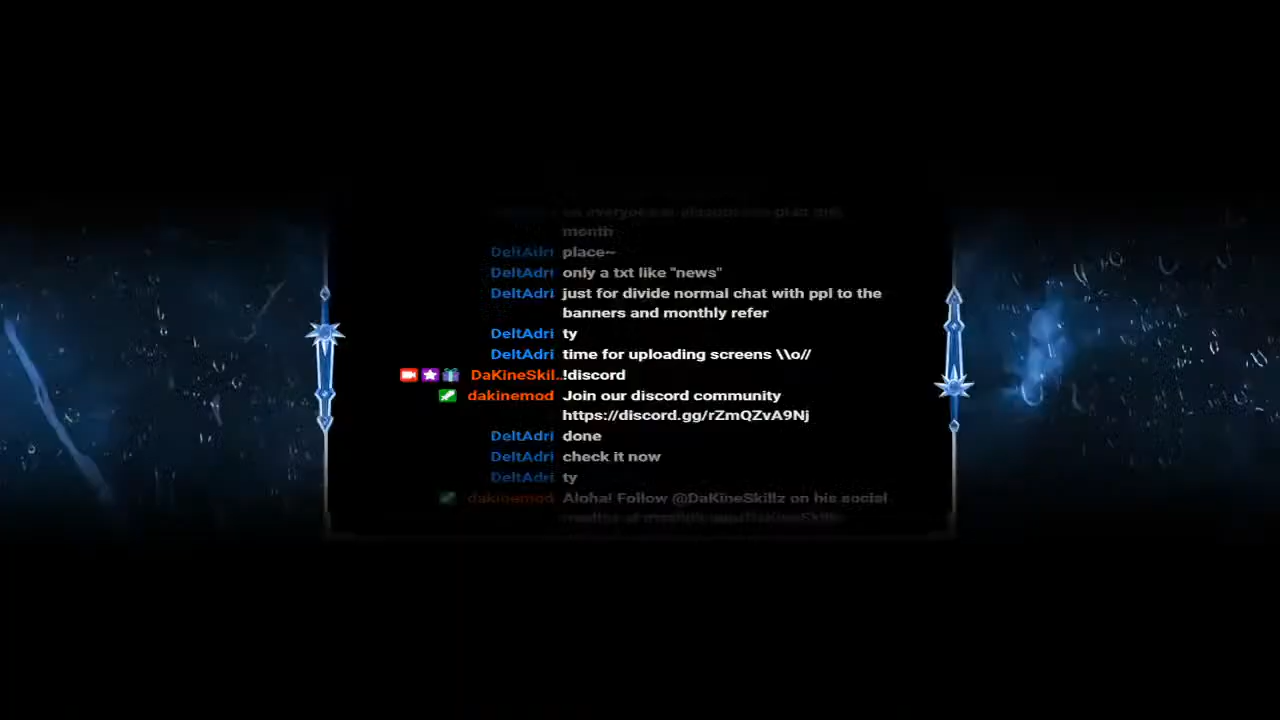 month
DeltAdri place~
DeltAdri only a txt like "news"
DeltAdri just for divide normal chat with ppl to the
banners and monthly refer
DeltAdri ty
DeltAdri time for uploading screens \\o//
DaKineSkil..!discord
dakinemod Join our discord community
https://discord.gg/rZmQZvA9Nj
DeltAdri done
DeltAdri check it now
DeltAdri ty
dakinemod Aloha! Follow @DaKineSkillz on his social